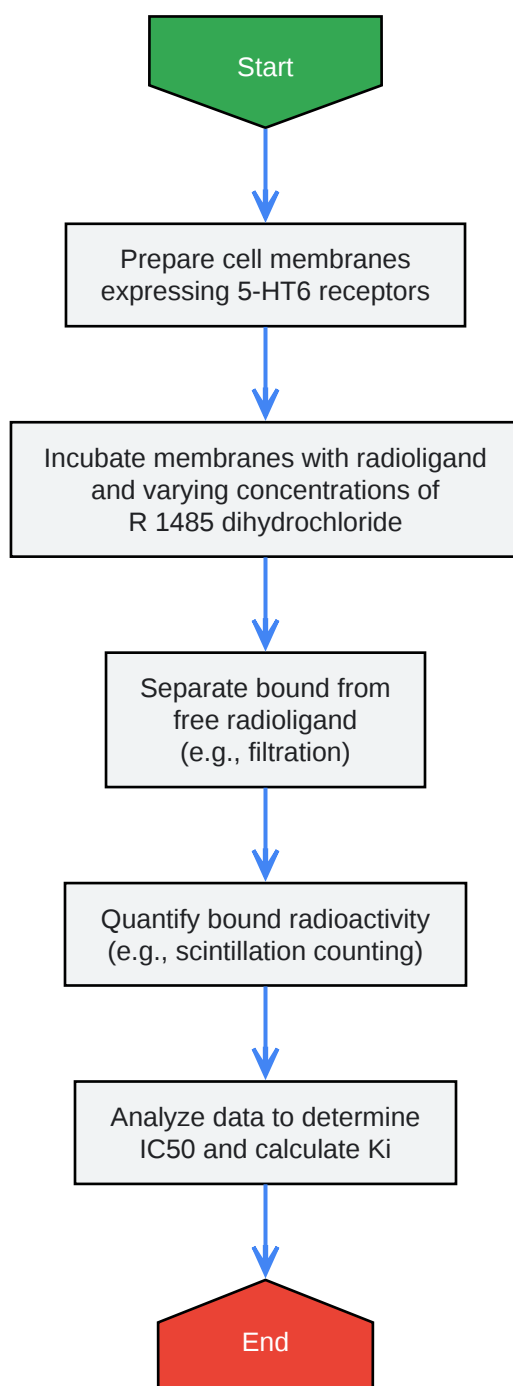 Start
Prepare cell membranes
expressing 5-HT6 receptors
Incubate membranes with radioligand
and varying concentrations of
R 1485 dihydrochloride
Separate bound from
free radioligand
(e.g., filtration)
Quantify bound radioactivity
(e.g., scintillation counting)
Analyze data to determine
IC50 and calculate Ki
End